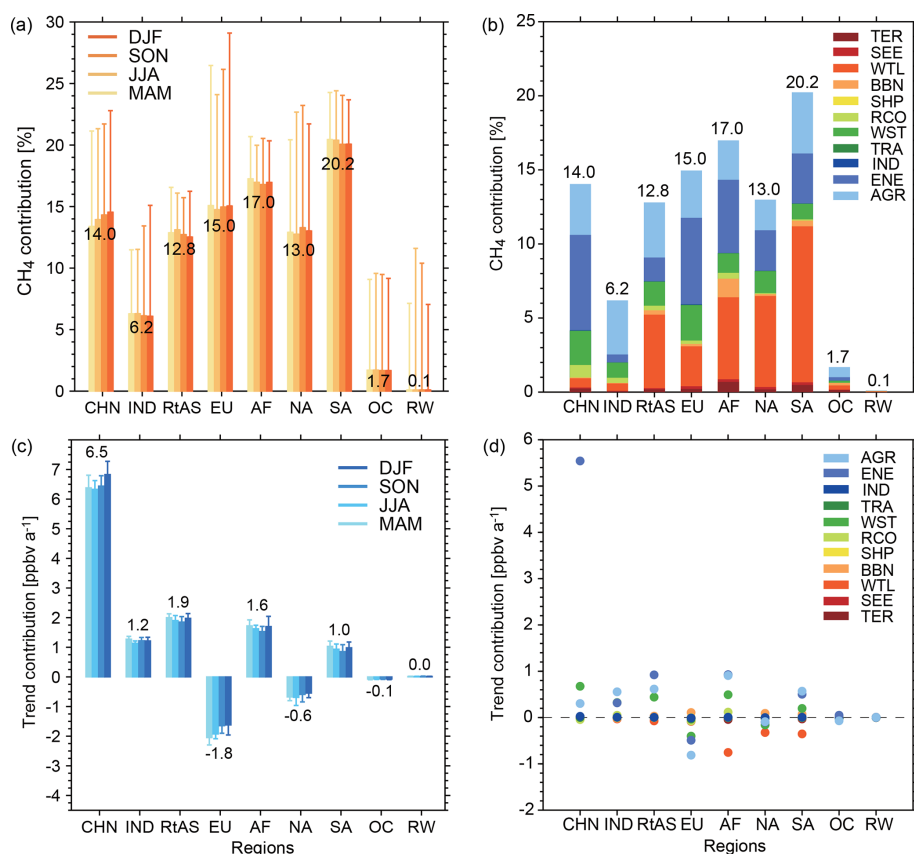 (a)
CH4 contribution [%]
30
25
20
15
10
5
0
DJF
SON
JJA
MAM
14.0
6.2
12.8
15.0
17.0
13.0
20.2
1.7
0.1
CHN IND RtAS EU AF NA SA OC RW
(b)
CH4 contribution [%]
25
20
15
10
5
0
14.0
6.2
12.8
15.0
17.0
13.0
20.2
1.7
0.1
TER
SEE
WTL
BBN
SHP
RCO
WST
TRA
IND
ENE
AGR
CHN IND RtAS EU AF NA SA OC RW
(c)
Trend contribution [ppbv a-1]
7
6
5
4
3
2
1
0
-1
-2
-3
-4
DJF
SON
JJA
MAM
6.5
1.2
1.9
-1.8
1.6
-0.6
1.0
-0.1
0.0
CHN IND RtAS EU AF NA SA OC RW
Regions
(d)
Trend contribution [ppbv a-1]
6
5
4
3
2
1
0
-1
-2
AGR
ENE
IND
TRA
WST
RCO
SHP
BBN
WTL
SEE
TER
CHN IND RtAS EU AF NA SA OC RW
Regions